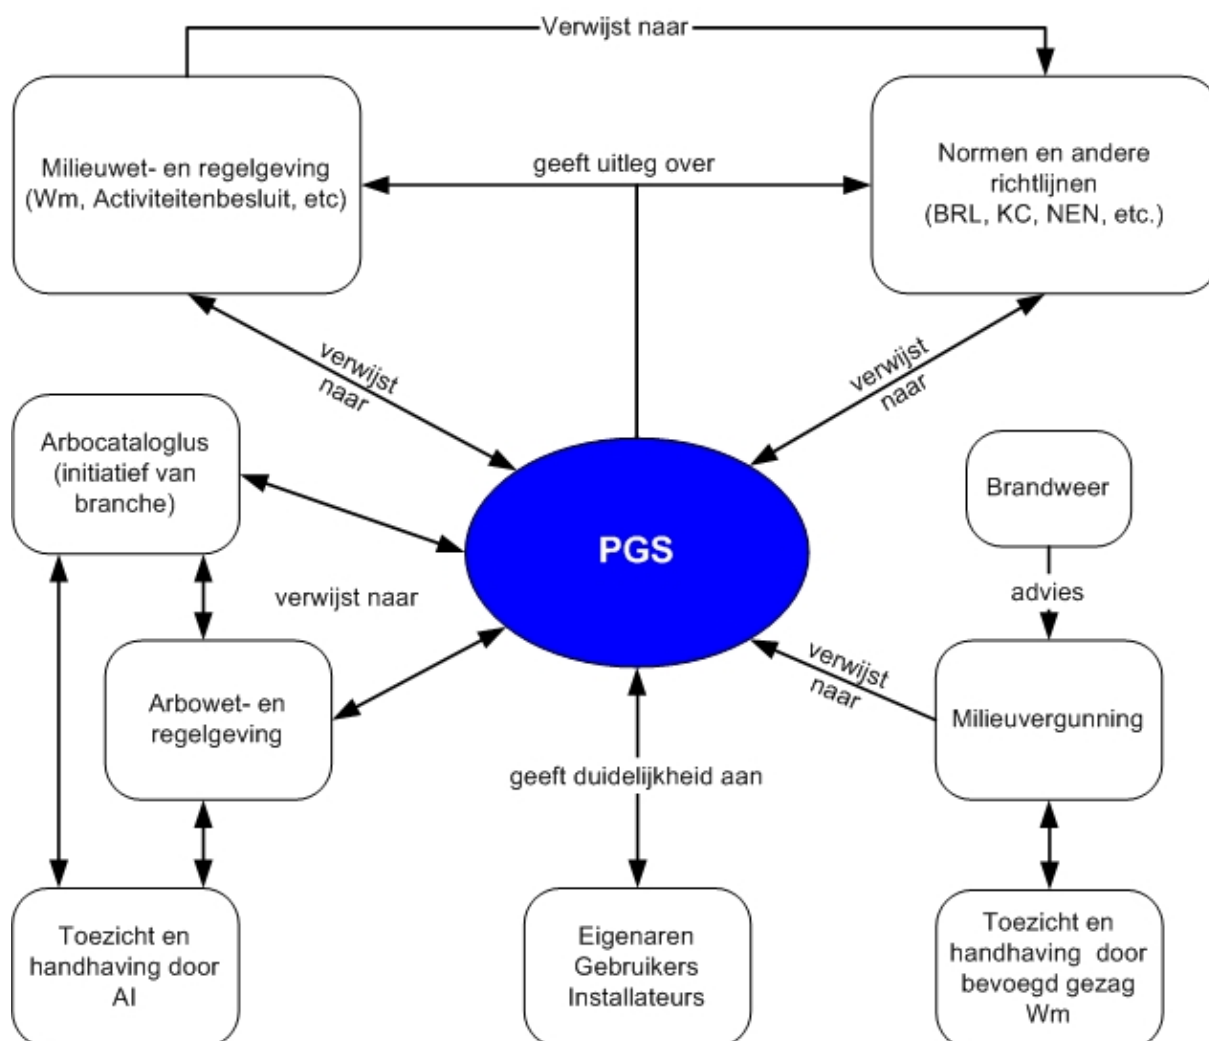 Verwijst naar
Milieuwet- en regelgeving
(Wm, Activiteitenbesluit, etc)
geeft uitleg over
Normen en andere
richtlijnen
(BRL, KC, NEN, etc.)
verwijst
naar
verwijst
naar
Arbocataloglus
(initiatief van
branche)
Brandweer
PGS
verwijst naar
advies
verwijst
naar
Arbowet- en
regelgeving
Milieuvergunning
geeft duidelijkheid aan
Toezicht en
handhaving door
AI
Eigenaren
Gebruikers
Installateurs
Toezicht en
handhaving door
bevoegd gezag
Wm